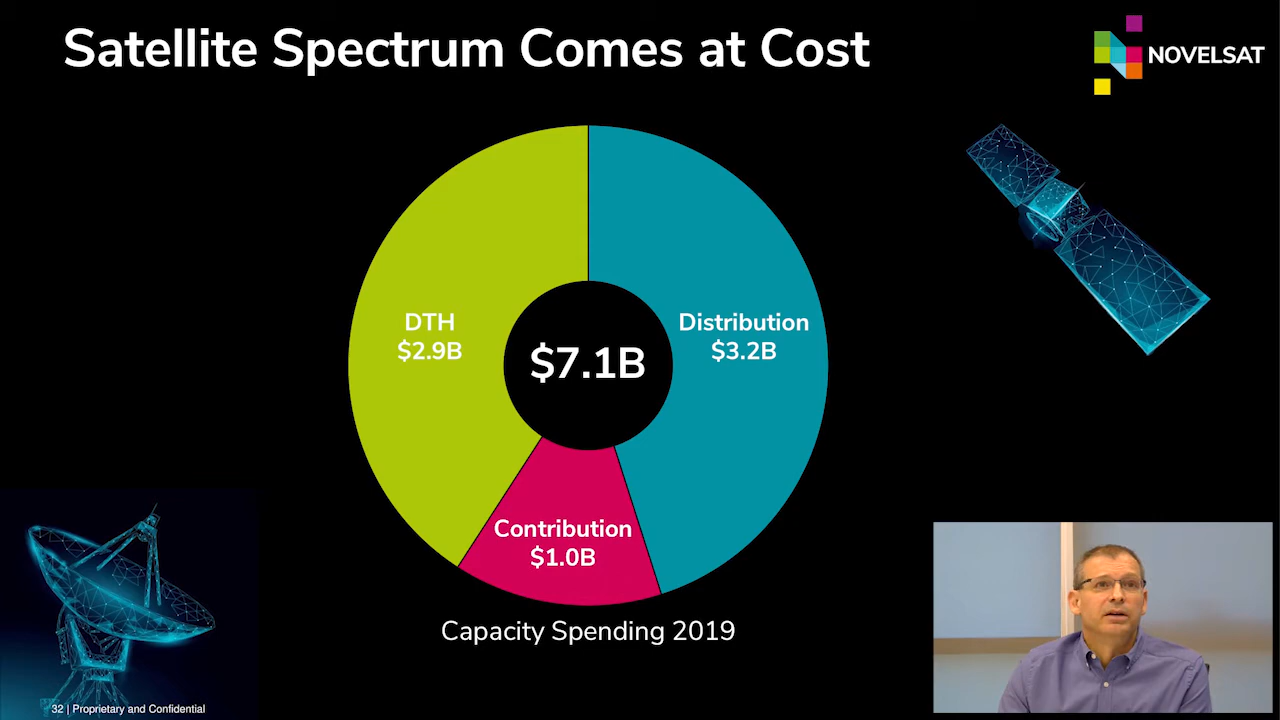 Satellite Spectrum Comes at Cost
NOVELSAT
DTH
$2.9B
$7.1B
Distribution
$3.2B
Contribution
$1.0B
Capacity Spending 2019
32 | Proprietary and Confidential